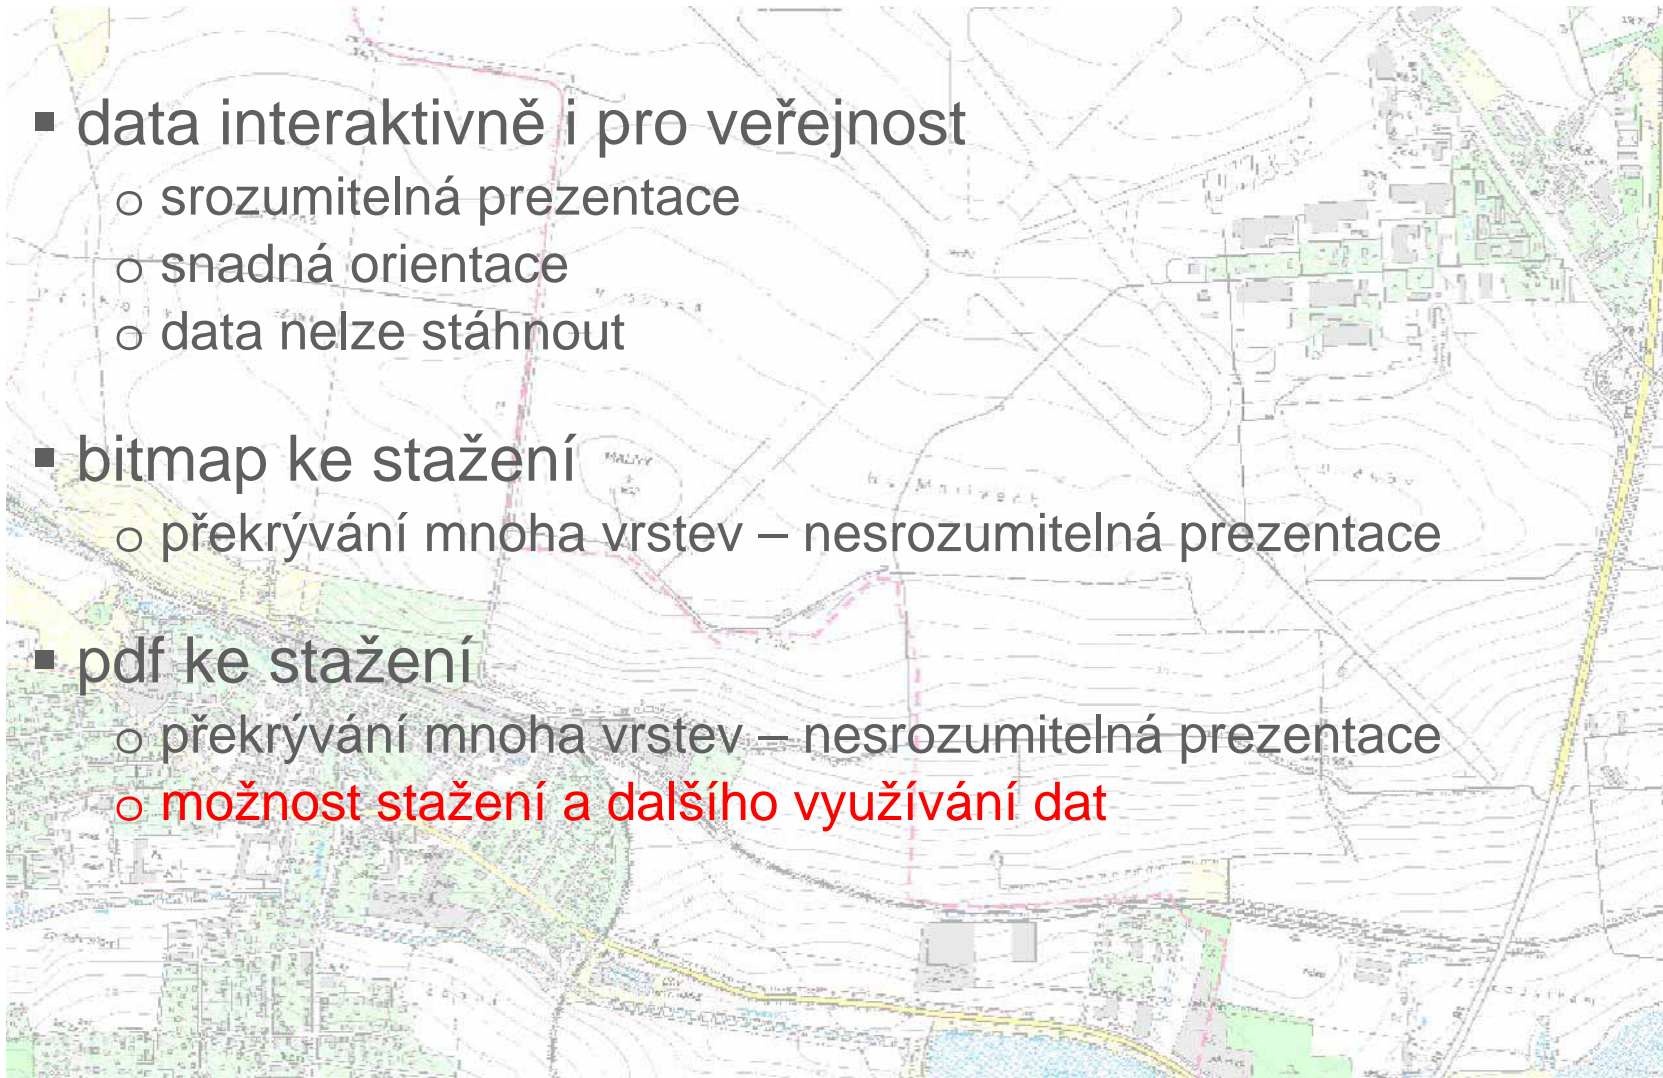 ▪ data interaktivně i pro veřejnost
o srozumitelná prezentace
o snadná orientace
o data nelze stáhnout
▪ bitmap ke stažení
o překrývání mnoha vrstev – nesrozumitelná prezentace
▪ pdf ke stažení
o překrývání mnoha vrstev – nesrozumitelná prezentace
o možnost stažení a dalšího využívání dat